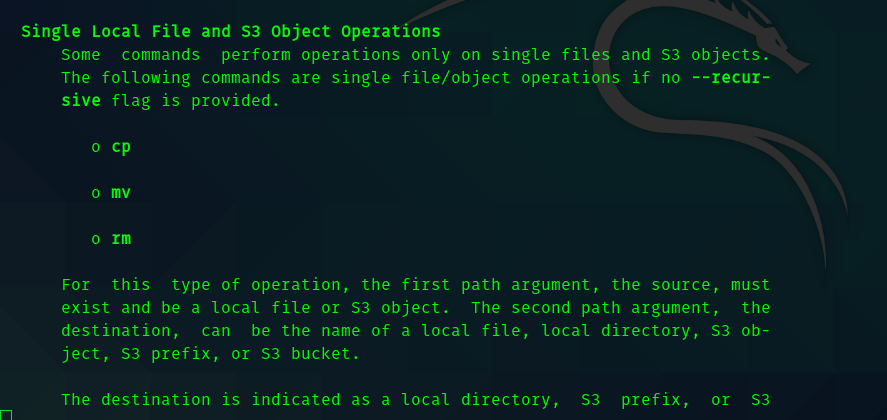 Single Local File and S3 Object Operations
Some  commands  perform operations only on single files and S3 objects.
The following commands are single file/object operations if no --recur-
sive flag is provided.
o cp
o mv
o rm
For  this  type of operation, the first path argument, the source, must
exist and be a local file or S3 object.  The second path argument,  the
destination,  can  be the name of a local file, local directory, S3 ob-
ject, S3 prefix, or S3 bucket.
The destination is indicated as a local directory,  S3  prefix,  or  S3